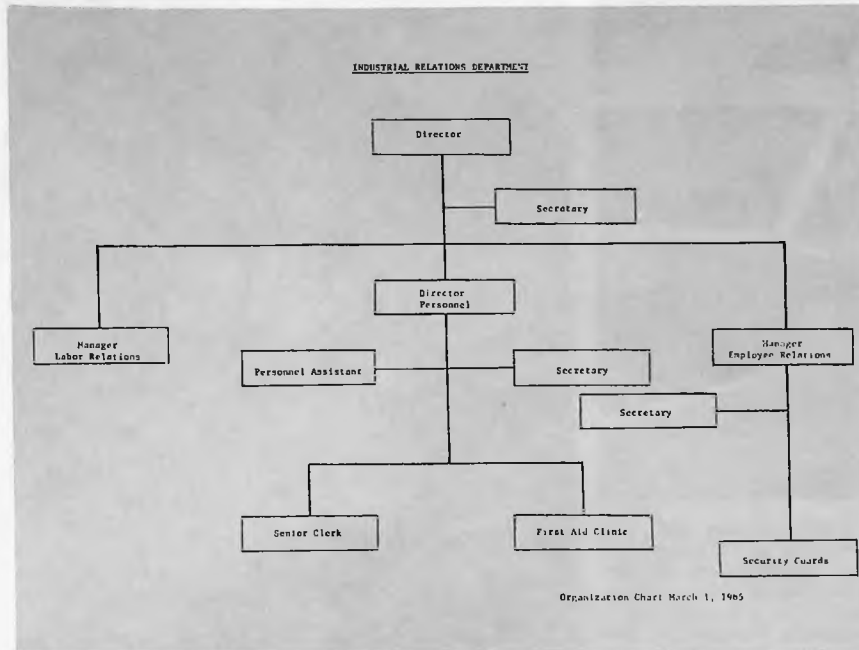 INDUSTRIAL RELATIONS DEPARTMENT
Director
Secretary
Director
Personnel
Manager
Labor Relations
Manager
Employee Relations
Personnel Assistant
Secretary
Secretary
Senior Clerk
First Aid Clinic
Security Guards
Organization Chart March 1, 1965